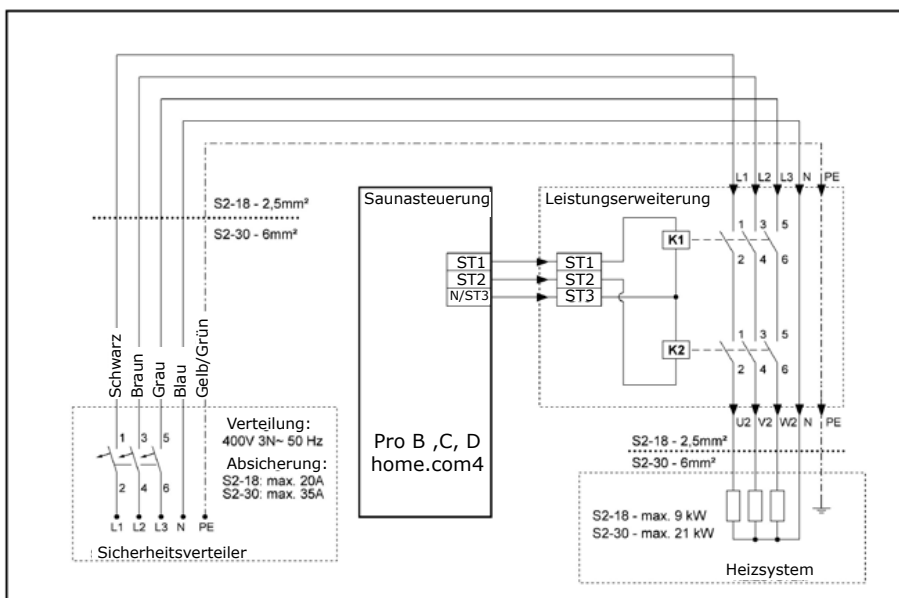 L1 L2 L3 N PE
S2-18 - 2,5mm²
S2-30 - 6mm²
Schwarz
Braun
Grau
Blau
Gelb/Grün
Saunasteuerung
ST1
ST2
N/ST3
Pro B ,C, D
home.com4
Leistungserweiterung
ST1
ST2
ST3
K1
1 3 5
2 4 6
K2
1 3 5
2 4 6
U2 V2 W2 N PE
1 3 5
2 4 6
L1 L2 L3 N PE
Verteilung:
400V 3N~ 50 Hz
Absicherung:
S2-18: max. 20A
S2-30: max. 35A
Sicherheitsverteiler
S2-18 - 2,5mm²
S2-30 - 6mm²
S2-18 - max. 9 kW
S2-30 - max. 21 kW
Heizsystem